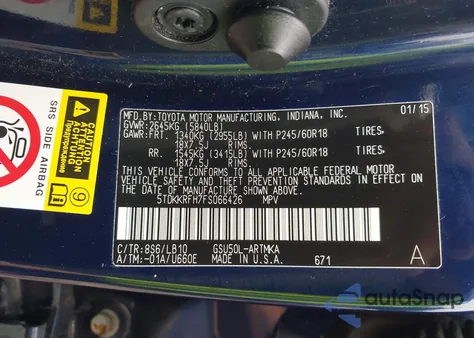 MFD. BY:TOYOTA MOTOR MANUFACTURING, INDIANA, INC. 01/15
GVWR:2645KG (5840LB)
GAWR:FRT. 1340KG (2955LB) WITH P245/60R18 TIRES,
18X7.5J RIMS,
RR. 1545KG (3415LB) WITH P245/60R18 TIRES,
18X7.5J RIMS,
THIS VEHICLE CONFORMS TO ALL APPLICABLE FEDERAL MOTOR
VEHICLE SAFETY AND THEFT PREVENTION STANDARDS IN EFFECT
ON THE DATE OF MANUFACTURE SHOWN ABOVE.
5TDKKRFH7FS066426 MPV
C/TR:8S6/LB10 GSU50L-ARTMKA
A/TM:-01A/U660E MADE IN U.S.A. 671 A
SRS SIDE AIRBAG
ACHTUNG
ATTENTION
autoSnap